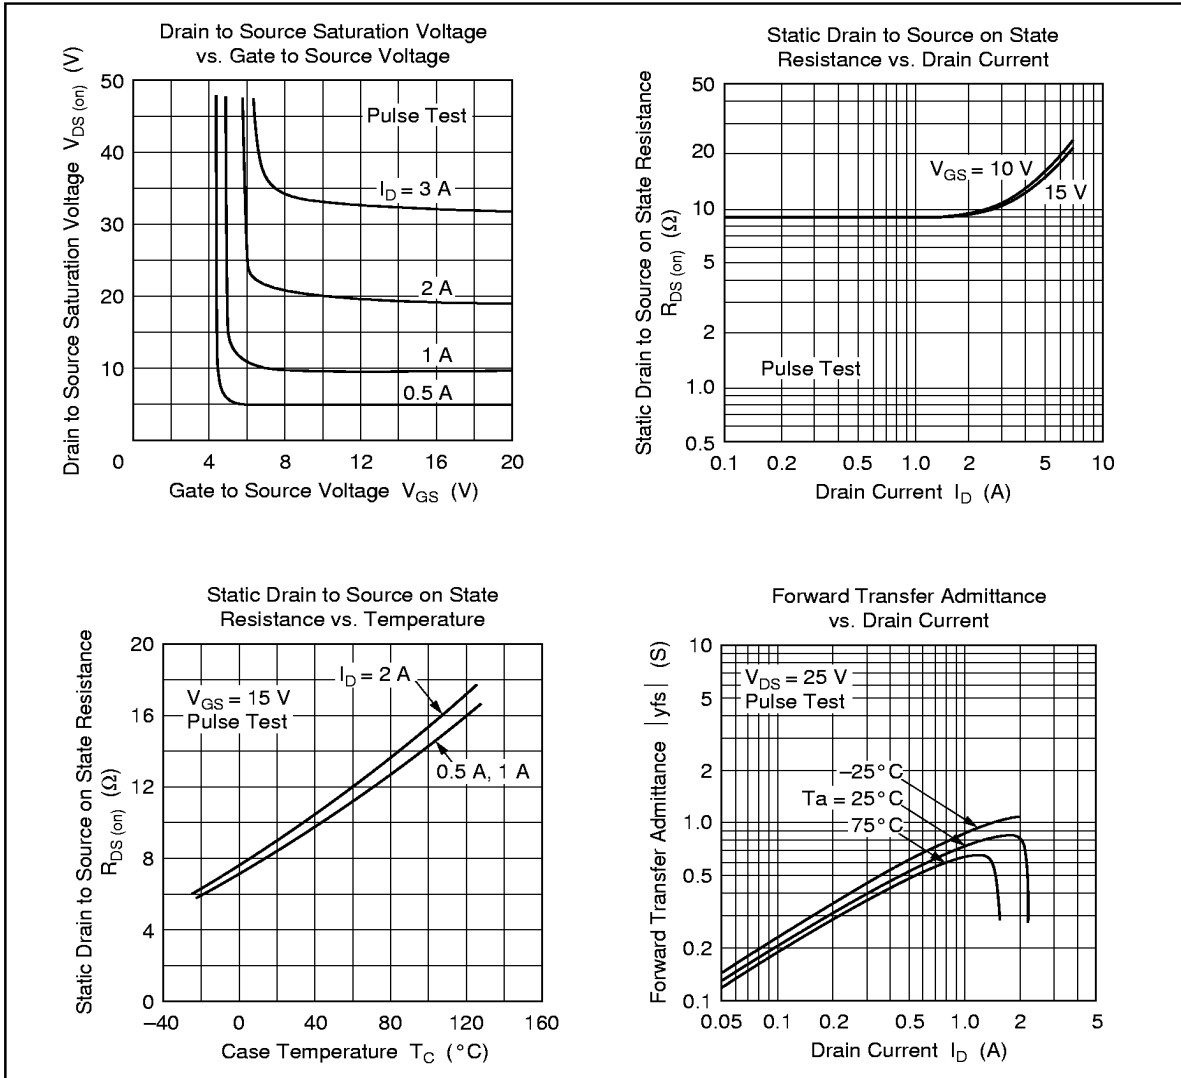 Drain to Source Saturation Voltage
vs. Gate to Source Voltage
Drain to Source Saturation Voltage V_DS (on) (V)
50
40
30
20
10
0
4
8
12
16
20
Pulse Test
I_D = 3 A
2 A
1 A
0.5 A
Gate to Source Voltage V_GS (V)
Static Drain to Source on State
Resistance vs. Drain Current
Static Drain to Source on State Resistance
R_DS (on) (Ω)
50
20
10
5
2
1.0
0.5
V_GS = 10 V
15 V
Pulse Test
0.1
0.2
0.5
1.0
2
5
10
Drain Current I_D (A)
Static Drain to Source on State
Resistance vs. Temperature
Static Drain to Source on State Resistance
R_DS (on) (Ω)
20
16
12
8
4
0
V_GS = 15 V
Pulse Test
I_D = 2 A
0.5 A, 1 A
–40
0
40
80
120
160
Case Temperature T_C (°C)
Forward Transfer Admittance
vs. Drain Current
Forward Transfer Admittance |yfs| (S)
10
5
2
1.0
0.5
0.2
0.1
V_DS = 25 V
Pulse Test
–25°C
Ta = 25°C
75°C
0.05
0.1
0.2
0.5
1.0
2
5
Drain Current I_D (A)